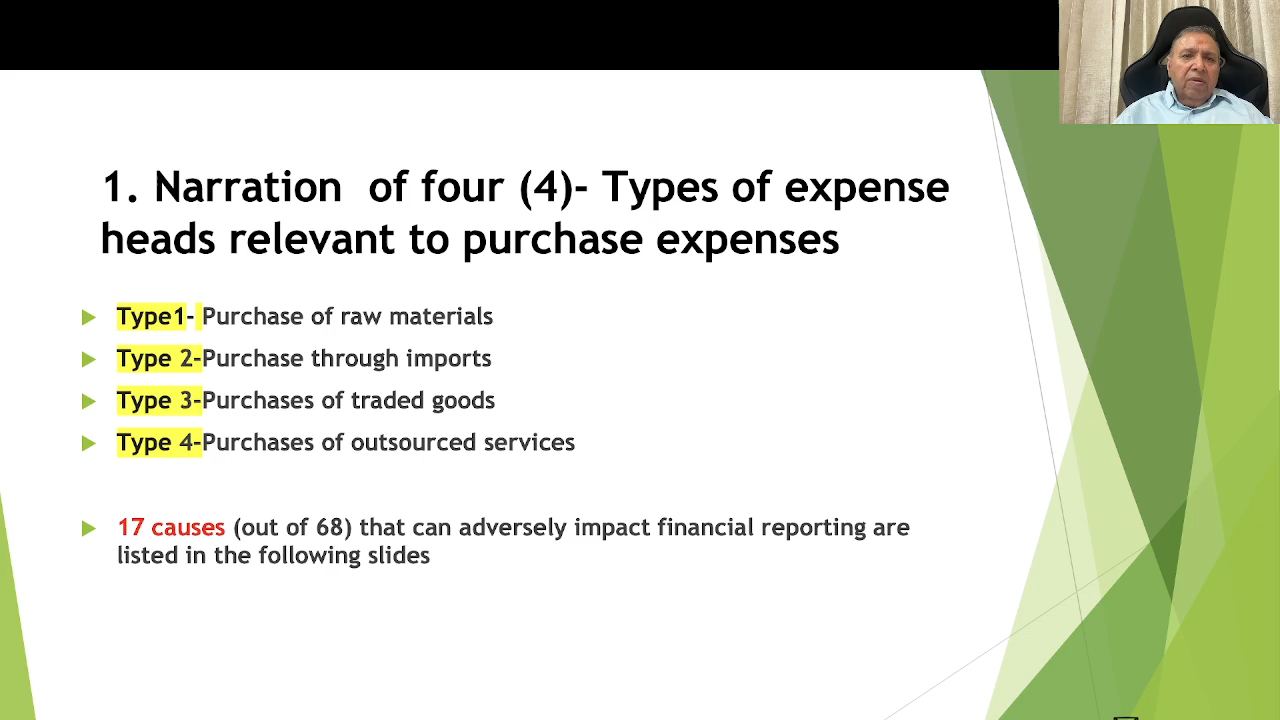 1. Narration of four (4)- Types of expense
heads relevant to purchase expenses
Type1- Purchase of raw materials
Type 2-Purchase through imports
Type 3-Purchases of traded goods
Type 4-Purchases of outsourced services
17 causes (out of 68) that can adversely impact financial reporting are
listed in the following slides